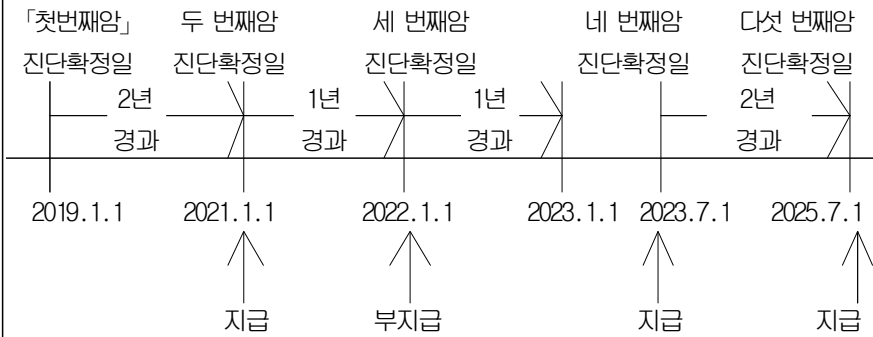 「첫번째암」 두 번째암 세 번째암 네 번째암 다섯 번째암
진단확정일 진단확정일 진단확정일 진단확정일 진단확정일
2년 1년 1년 2년
경과 경과 경과 경과
2019.1.1 2021.1.1 2022.1.1 2023.1.1 2023.7.1 2025.7.1
지급 부지급 지급 지급